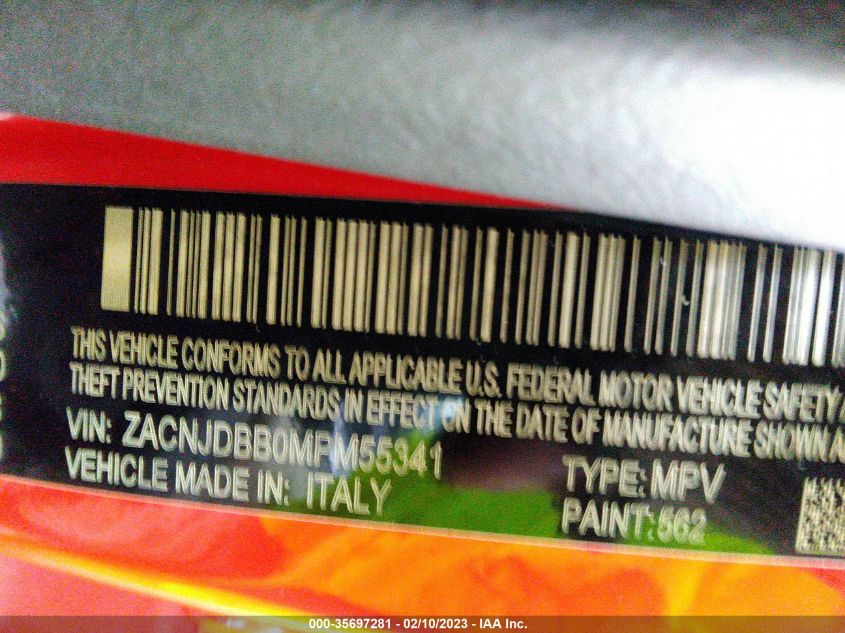 THIS VEHICLE CONFORMS TO ALL APPLICABLE U.S. FEDERAL MOTOR VEHICLE SAFETY
THEFT PREVENTION STANDARDS IN EFFECT ON THE DATE OF MANUFACTURE SHOWN
VIN: ZACNJDBB0MPM55341
TYPE: MPV
VEHICLE MADE IN: ITALY
PAINT: 562
000-35697281 - 02/10/2023 - IAA Inc.